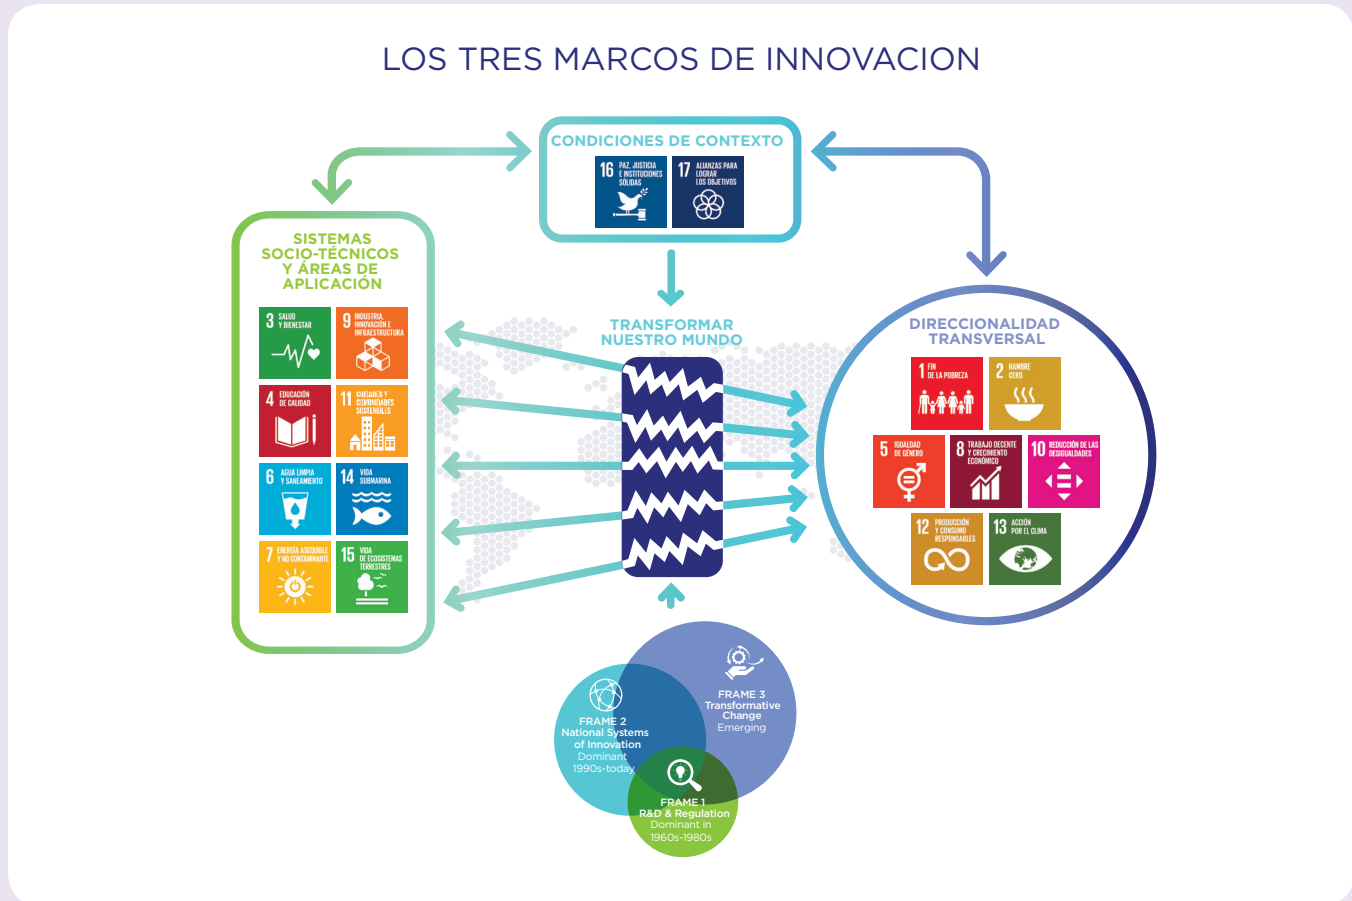 LOS TRES MARCOS DE INNOVACION
CONDICIONES DE CONTEXTO
16 PAZ, JUSTICIA
E INSTITUCIONES
SÓLIDAS
17 ALIANZAS PARA
LOGRAR
LOS OBJETIVOS
SISTEMAS
SOCIO-TÉCNICOS
Y ÁREAS DE
APLICACIÓN
3 SALUD
Y BIENESTAR
9 INDUSTRIA,
INNOVACIÓN E
INFRAESTRUCTURA
4 EDUCACIÓN
DE CALIDAD
11 CIUDADES Y
COMUNIDADES
SOSTENIBLES
6 AGUA LIMPIA
Y SANEAMIENTO
14 VIDA
SUBMARINA
7 ENERGÍA ASEQUIBLE
Y NO CONTAMINANTE
15 VIDA
DE ECOSISTEMAS
TERRESTRES
TRANSFORMAR
NUESTRO MUNDO
DIRECCIONALIDAD
TRANSVERSAL
1 FIN
DE LA POBREZA
2 HAMBRE
CERO
5 IGUALDAD
DE GÉNERO
8 TRABAJO DECENTE
Y CRECIMIENTO
ECONÓMICO
10 REDUCCIÓN DE LAS
DESIGUALDADES
12 PRODUCCIÓN
Y CONSUMO
RESPONSABLES
13 ACCIÓN
POR EL CLIMA
FRAME 3
Transformative
Change
Emerging
FRAME 2
National Systems
of Innovation
Dominant
1990s-today
FRAME 1
R&D & Regulation
Dominant in
1960s-1980s